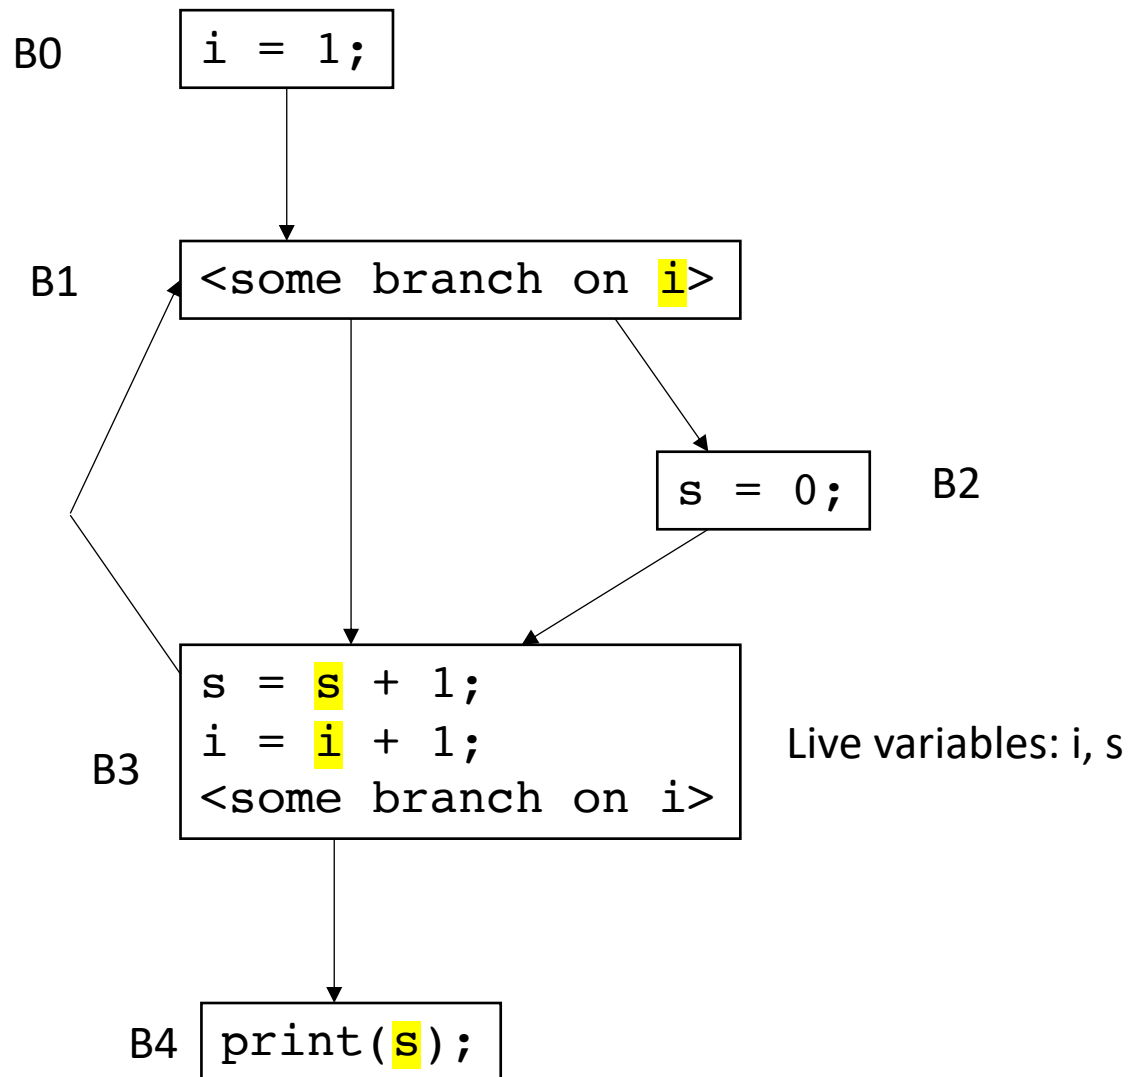 B0
i = 1;
B1
<some branch on i>
s = 0;
B2
s = s + 1;
i = i + 1;
<some branch on i>
B3
Live variables: i, s
B4
print(s);